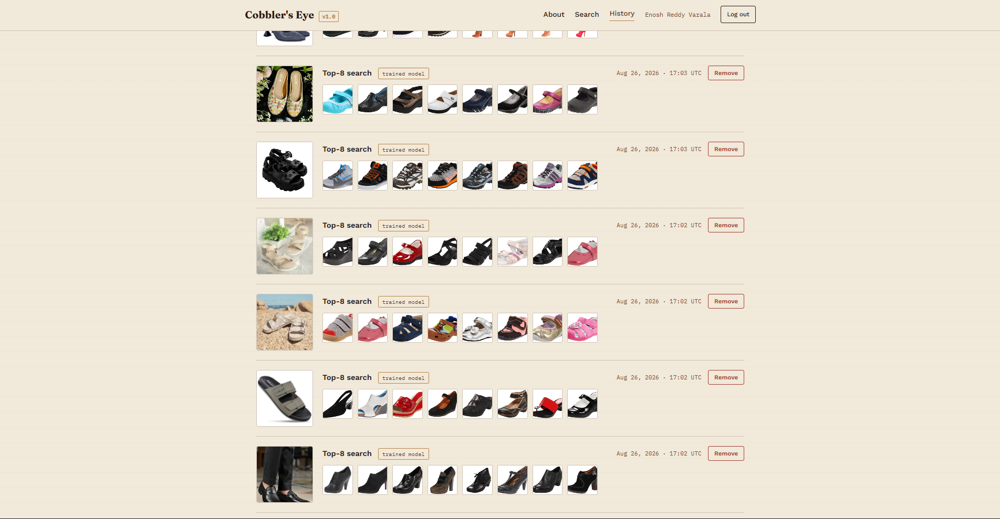 Cobbler's Eye v1.0 About Search History Enosh Reddy Varala Log out
Top-8 search trained model Aug 26, 2026 · 17:03 UTC Remove
Top-8 search trained model Aug 26, 2026 · 17:03 UTC Remove
Top-8 search trained model Aug 26, 2026 · 17:02 UTC Remove
Top-8 search trained model Aug 26, 2026 · 17:02 UTC Remove
Top-8 search trained model Aug 26, 2026 · 17:02 UTC Remove
Top-8 search trained model Aug 26, 2026 · 17:02 UTC Remove